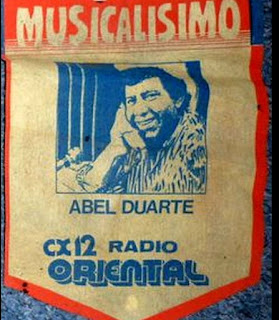 MUSICALISIMO
ABEL DUARTE
CX12 RADIO
ORIENTAL